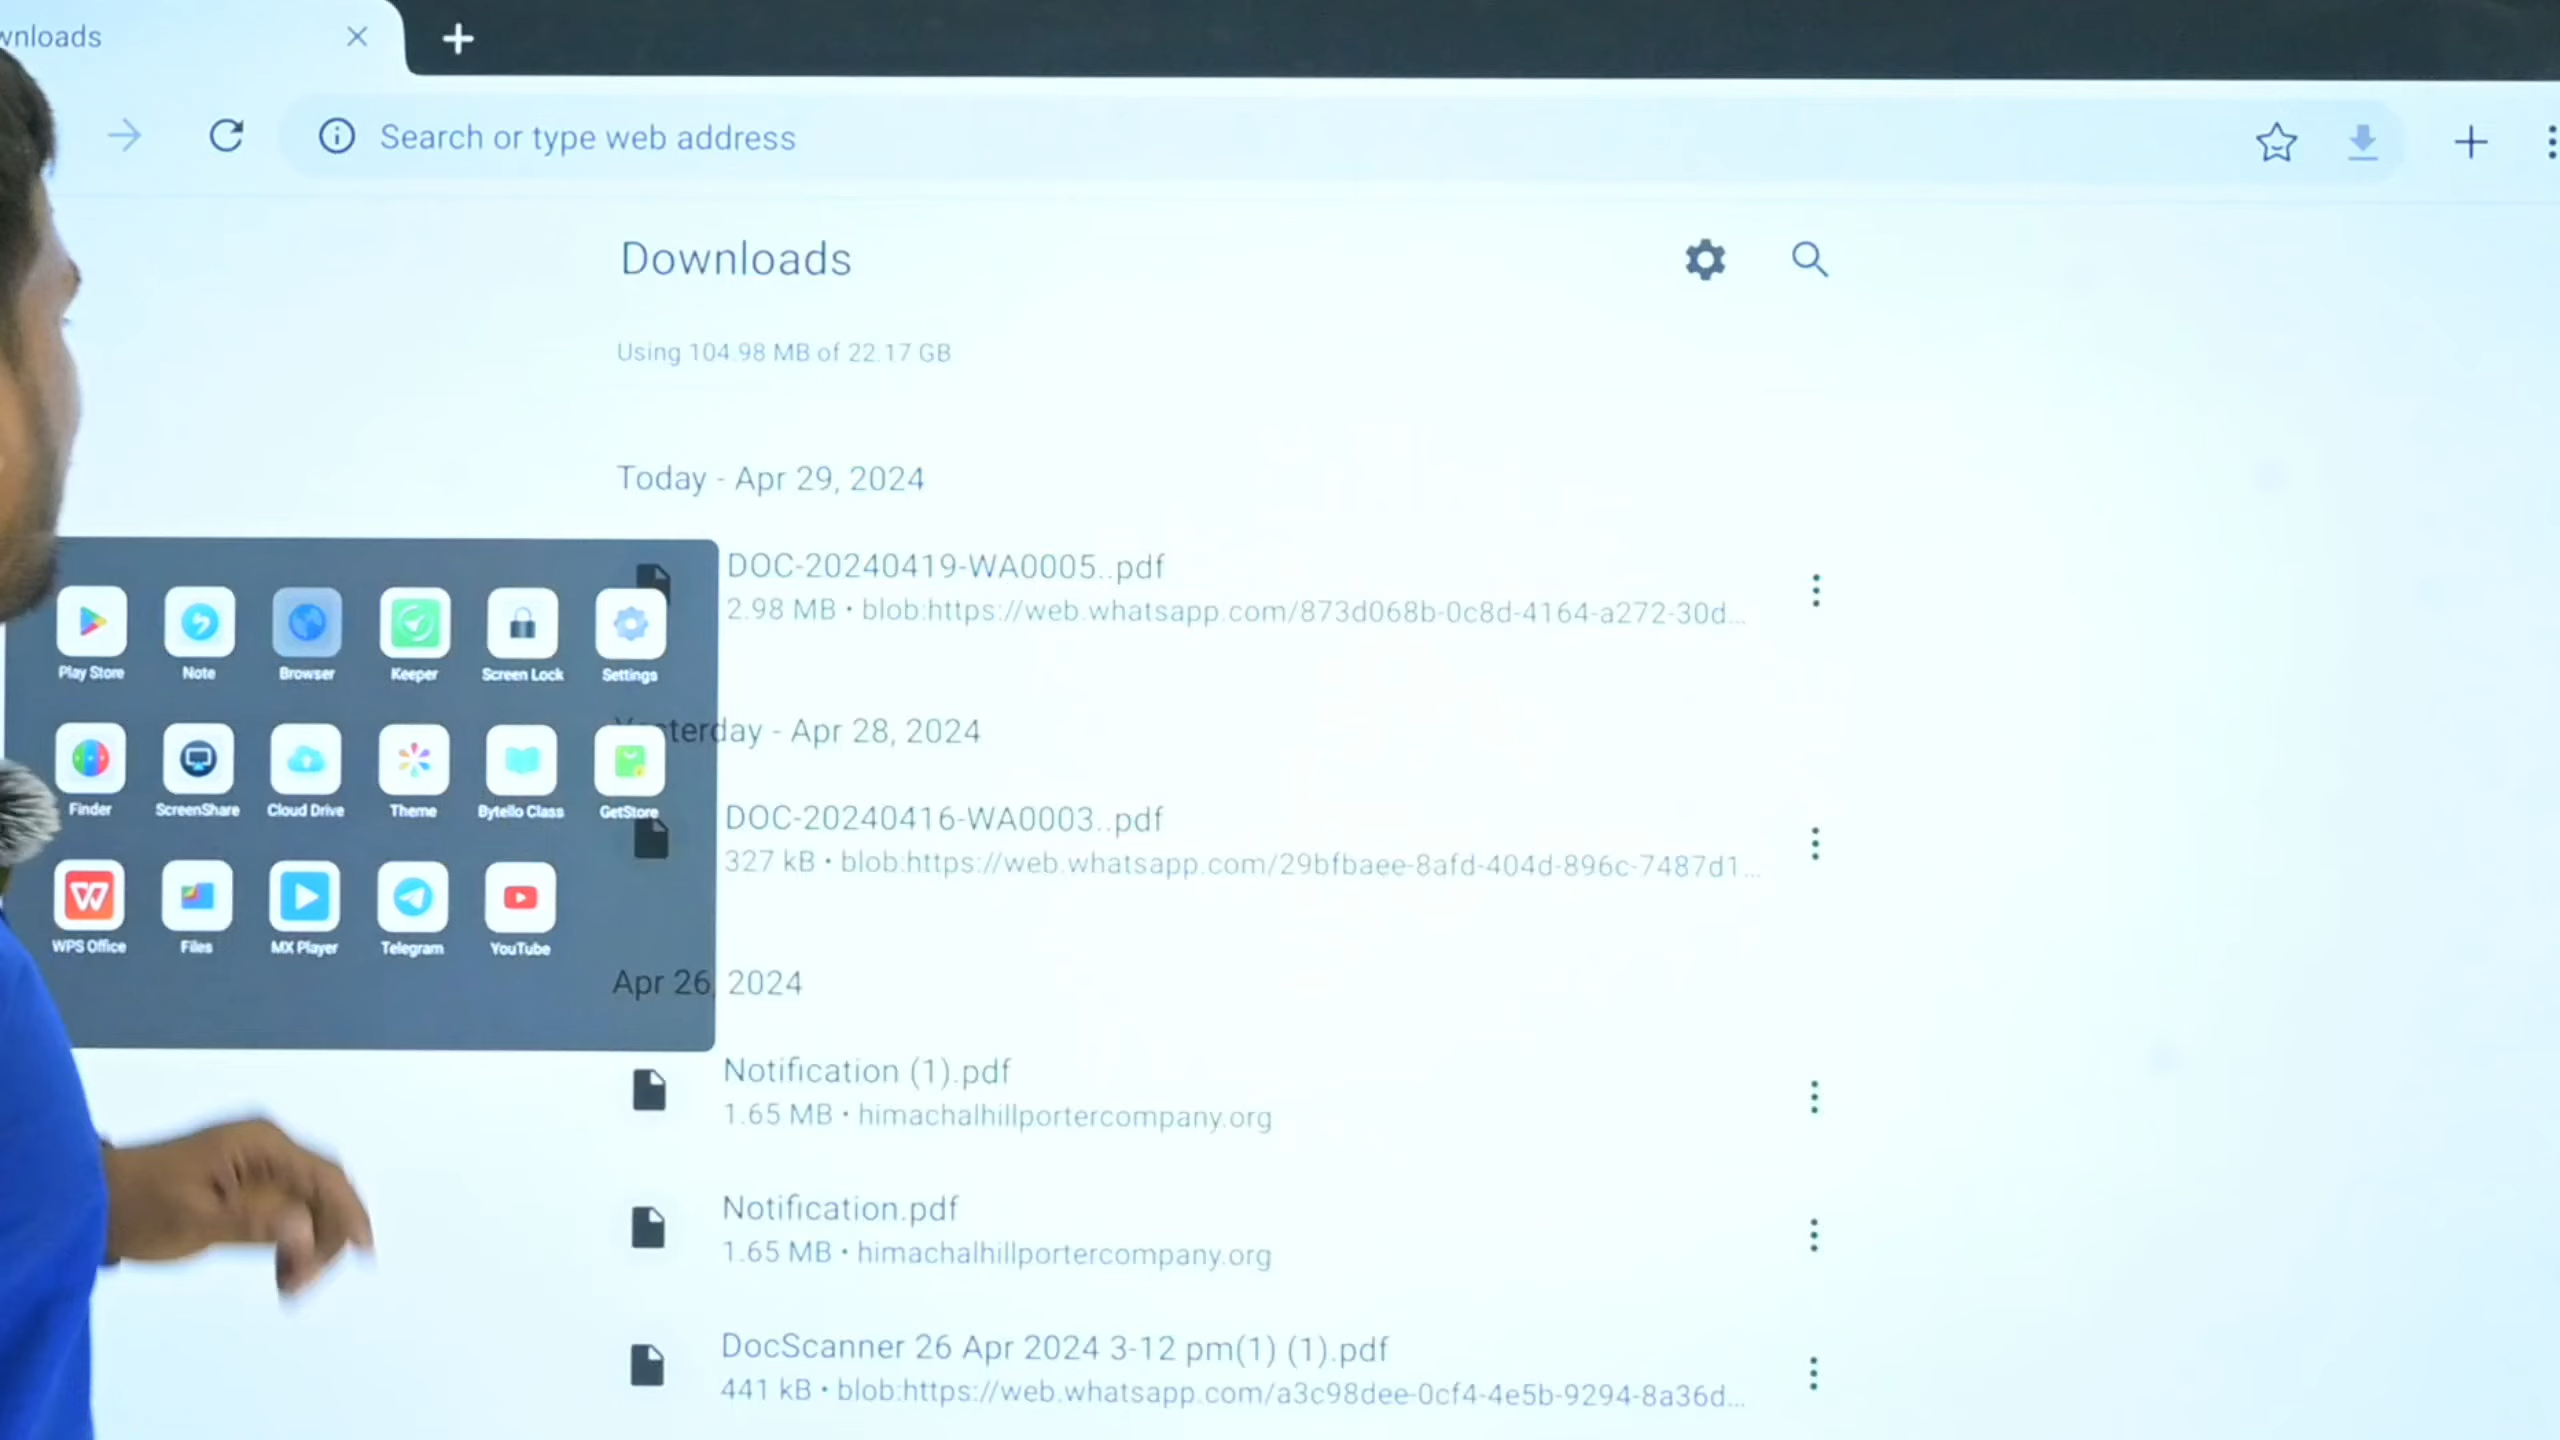 wnloads
Search or type web address
Downloads
Using 104.98 MB of 22.17 GB
Today - Apr 29, 2024
DOC-20240419-WA0005..pdf
2.98 MB • blob:https://web.whatsapp.com/873d068b-0c8d-4164-a272-30d...
Play Store
Note
Browser
Keeper
Screen Lock
Settings
Yesterday - Apr 28, 2024
Finder
ScreenShare
Cloud Drive
Theme
Bytello Class
GetStore
DOC-20240416-WA0003..pdf
327 kB • blob:https://web.whatsapp.com/29bfbaee-8afd-404d-896c-7487d1...
WPS Office
Files
MX Player
Telegram
YouTube
Apr 26, 2024
Notification (1).pdf
1.65 MB • himachalhillportercompany.org
Notification.pdf
1.65 MB • himachalhillportercompany.org
DocScanner 26 Apr 2024 3-12 pm(1) (1).pdf
441 kB • blob:https://web.whatsapp.com/a3c98dee-0cf4-4e5b-9294-8a36d...